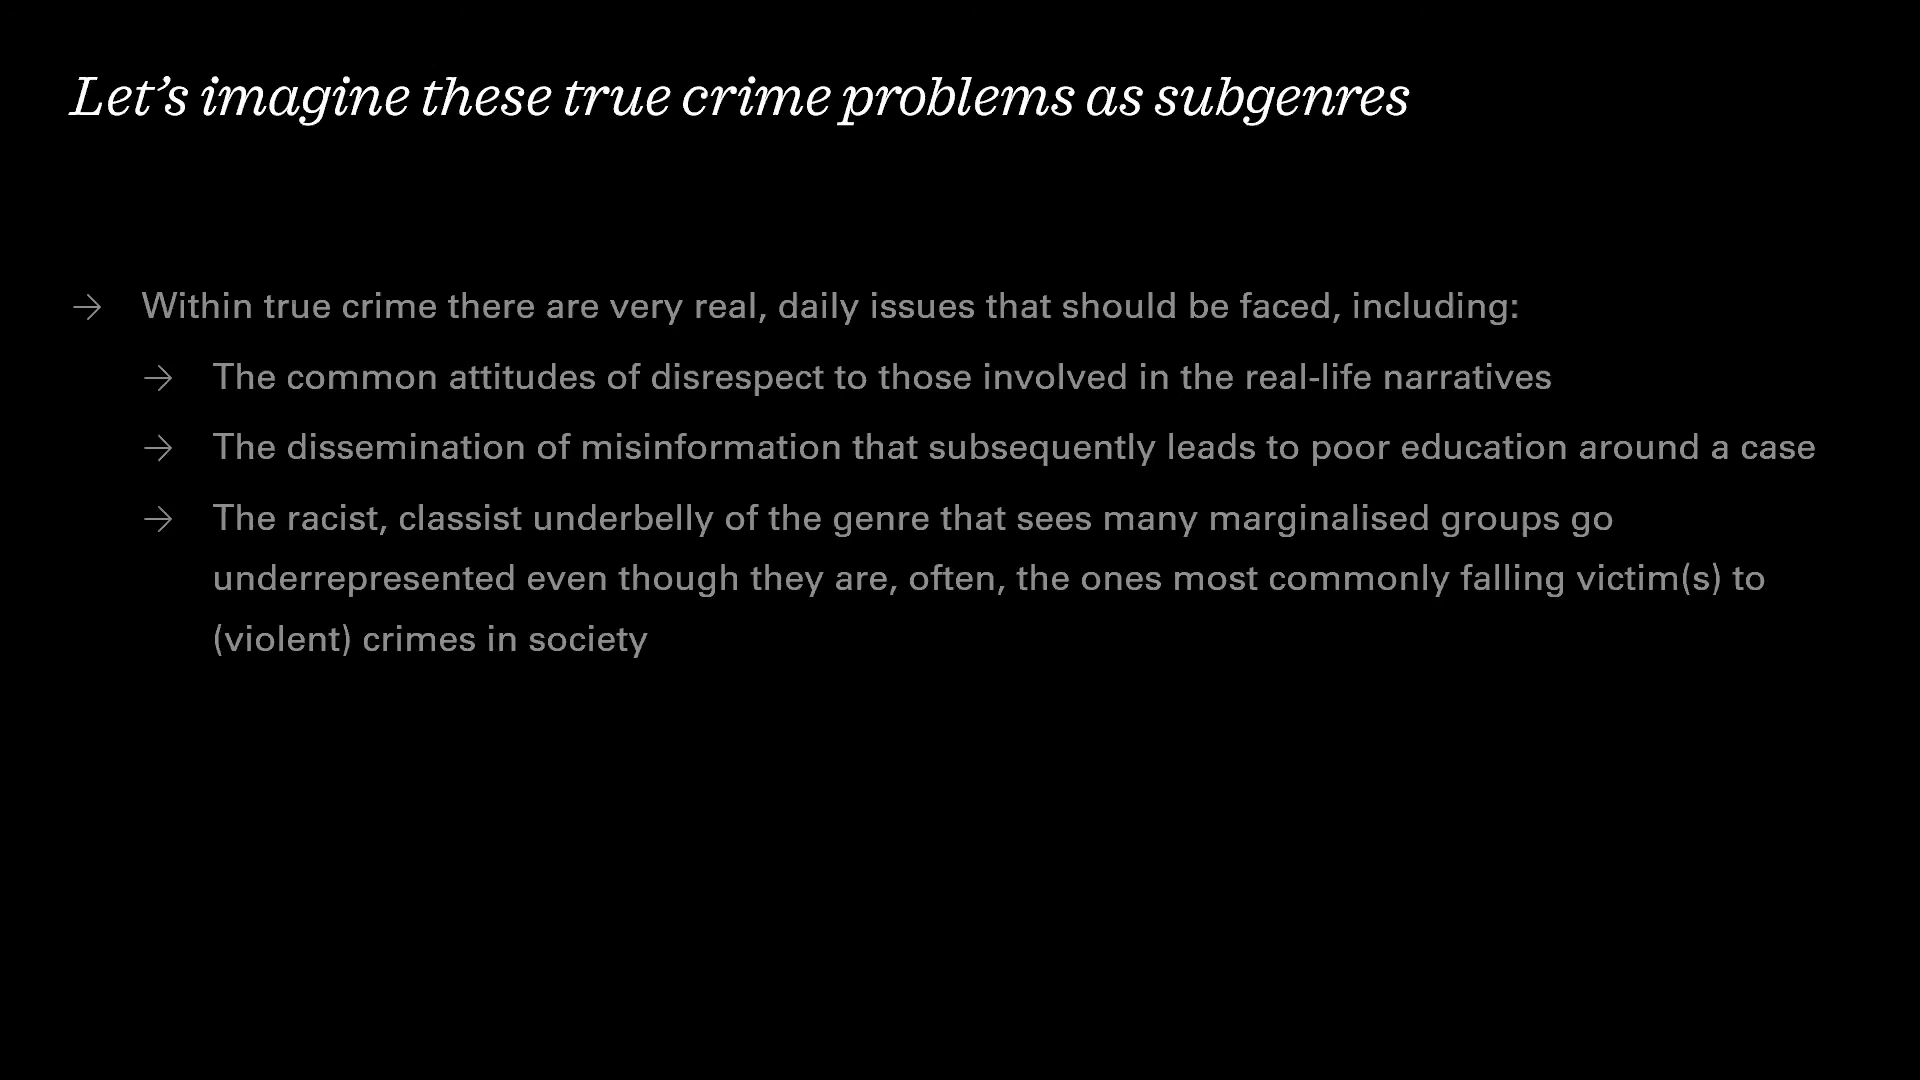 Let’s imagine these true crime problems as subgenres
→ Within true crime there are very real, daily issues that should be faced, including:
→ The common attitudes of disrespect to those involved in the real-life narratives
→ The dissemination of misinformation that subsequently leads to poor education around a case
→ The racist, classist underbelly of the genre that sees many marginalised groups go
underrepresented even though they are, often, the ones most commonly falling victim(s) to
(violent) crimes in society